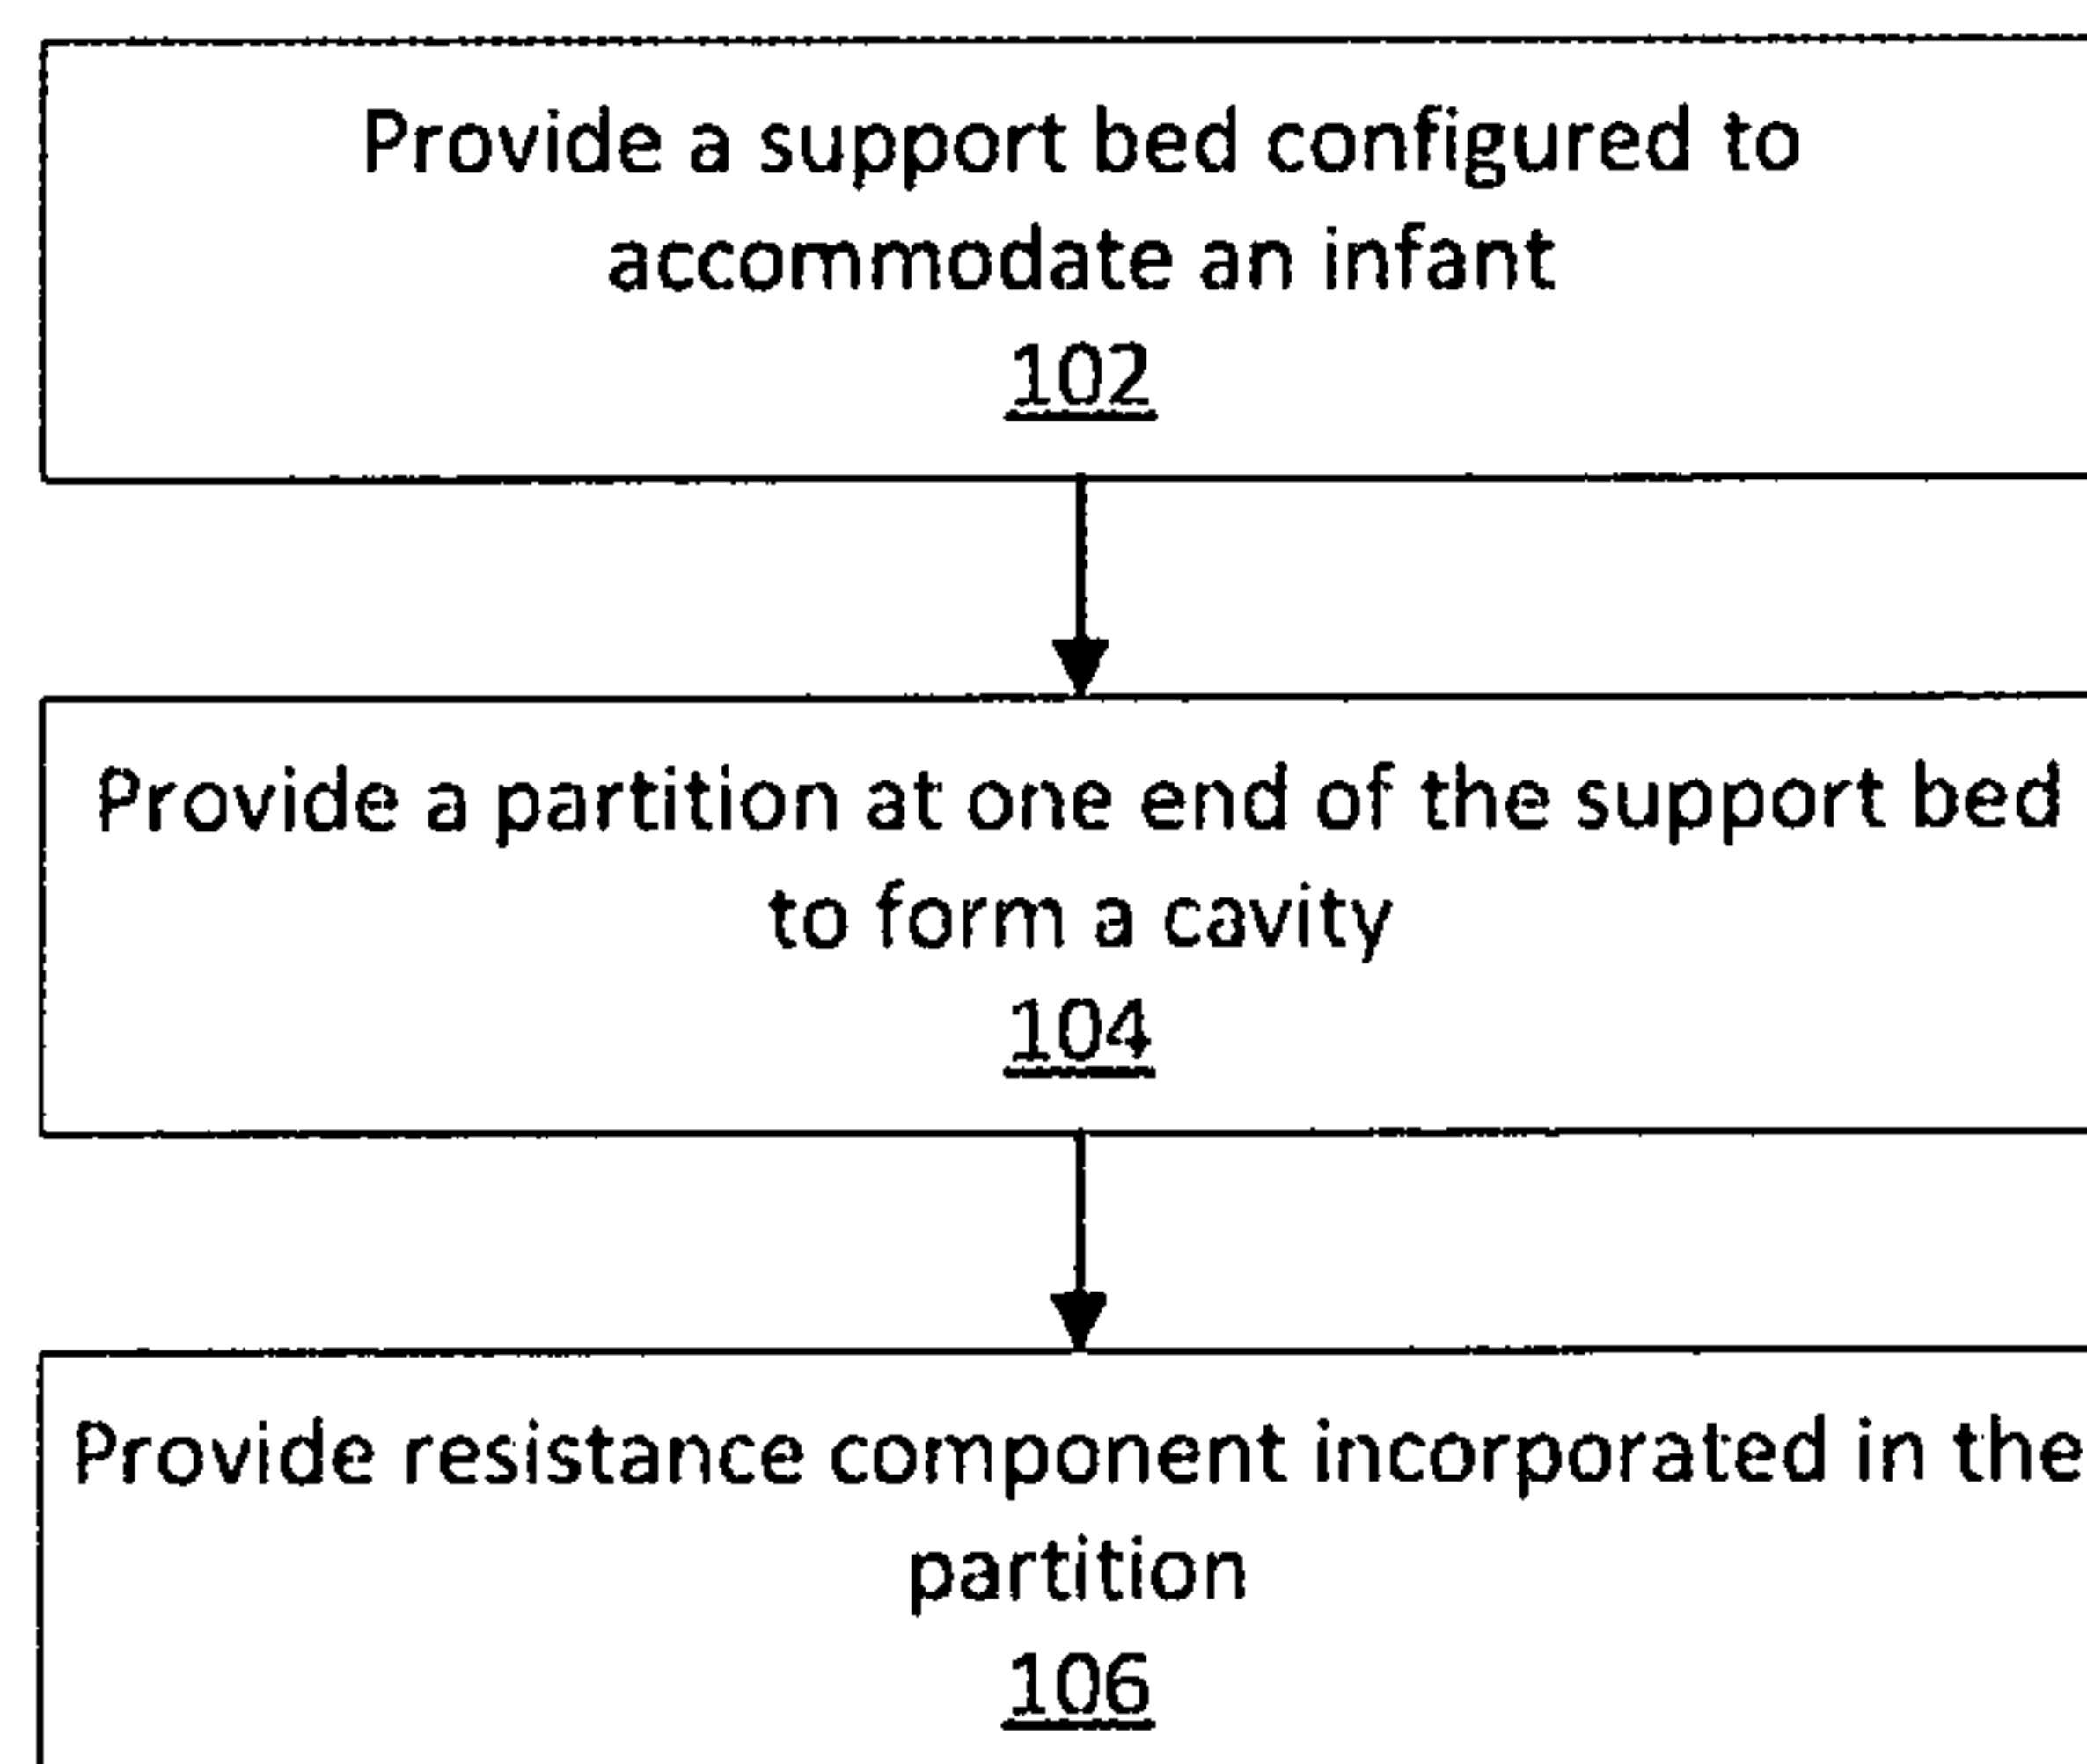 Provide a support bed configured to
accommodate an infant
102
Provide a partition at one end of the support bed
to form a cavity
104
Provide resistance component incorporated in the
partition
106